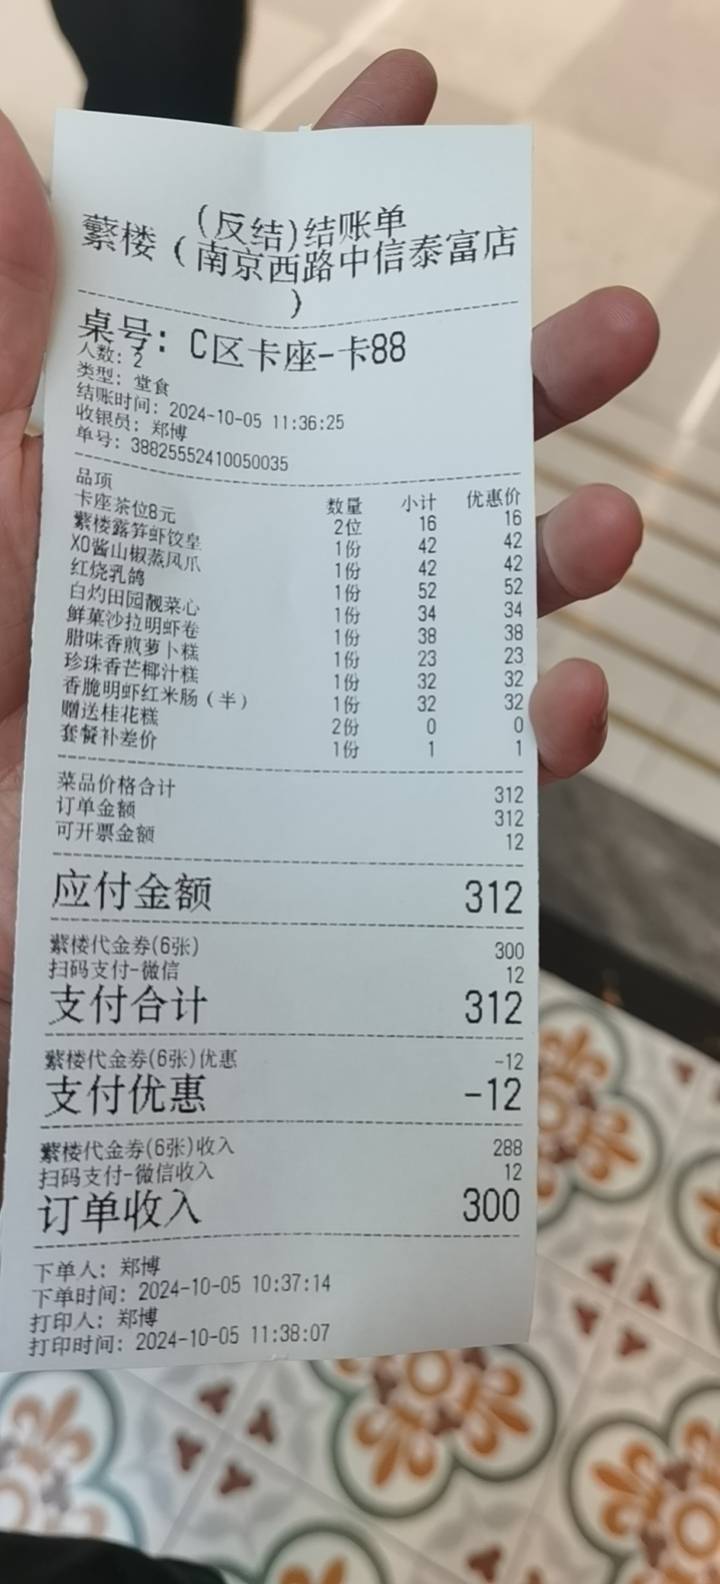 (反结)结账单
蘩楼（南京西路中信泰富店
）
桌号: C区卡座-卡88
人数: 2
类型: 堂食
结账时间: 2024-10-05 11:36:25
收银员: 郑博
单号: 38825552410050035
品项 数量 小计 优惠价
卡座茶位8元 2位 16 16
蘩楼露笋虾饺皇 1份 42 42
XO酱山椒蒸凤爪 1份 42 42
红烧乳鸽 1份 52 52
白灼田园靓菜心 1份 34 34
鲜菓沙拉明虾卷 1份 38 38
腊味香煎萝卜糕 1份 23 23
珍珠香芒椰汁糕 1份 32 32
香脆明虾红米肠（半） 1份 32 32
赠送桂花糕 2份 0 0
套餐补差价 1份 1 1
菜品价格合计 312
订单金额 312
可开票金额 12
应付金额 312
蘩楼代金券(6张) 300
扫码支付-微信 12
支付合计 312
蘩楼代金券(6张)优惠 -12
支付优惠 -12
蘩楼代金券(6张)收入 288
扫码支付-微信收入 12
订单收入 300
下单人: 郑博
下单时间: 2024-10-05 10:37:14
打印人: 郑博
打印时间: 2024-10-05 11:38:07